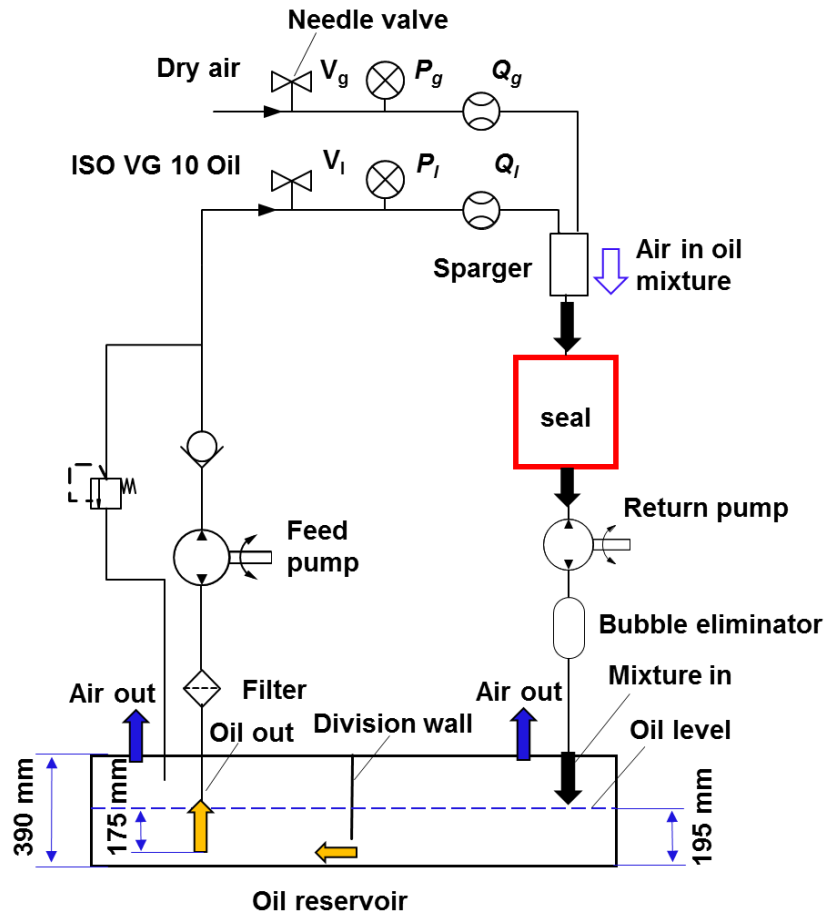 Needle valve
Dry air
Vg
Pg
Qg
ISO VG 10 Oil
Vl
Pl
Ql
Sparger
Air in oil
mixture
seal
Feed
pump
Return pump
Bubble eliminator
Filter
Air out
Oil out
Division wall
Air out
Mixture in
Oil level
390 mm
175 mm
195 mm
Oil reservoir